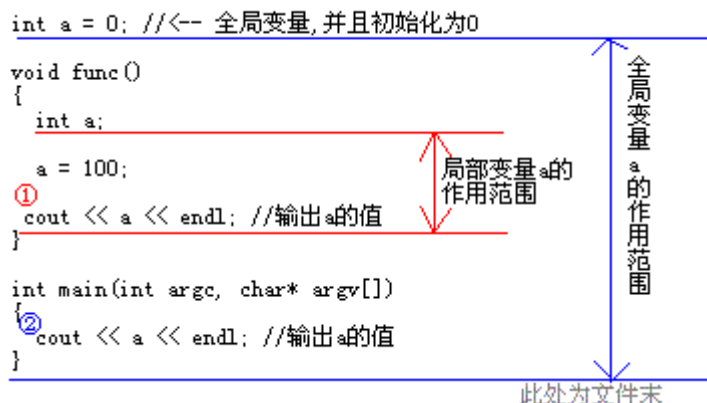 int a = 0; //<-- 全局变量,并且初始化为0
void func()
{
int a;
a = 100;
①
cout << a << endl; //输出a的值
}
局部变量a的
作用范围
int main(int argc, char* argv[])
{
②
cout << a << endl; //输出a的值
}
全局变量a的作用范围
此处为文件末